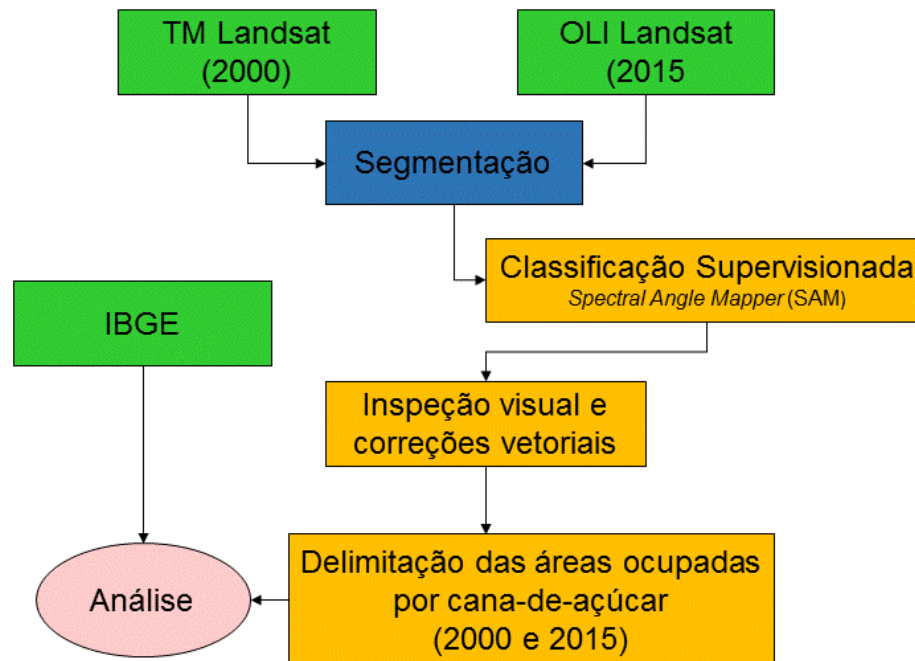 TM Landsat
(2000)
OLI Landsat
(2015
Segmentação
Classificação Supervisionada
Spectral Angle Mapper (SAM)
IBGE
Inspeção visual e
correções vetoriais
Delimitação das áreas ocupadas
por cana-de-açúcar
(2000 e 2015)
Análise